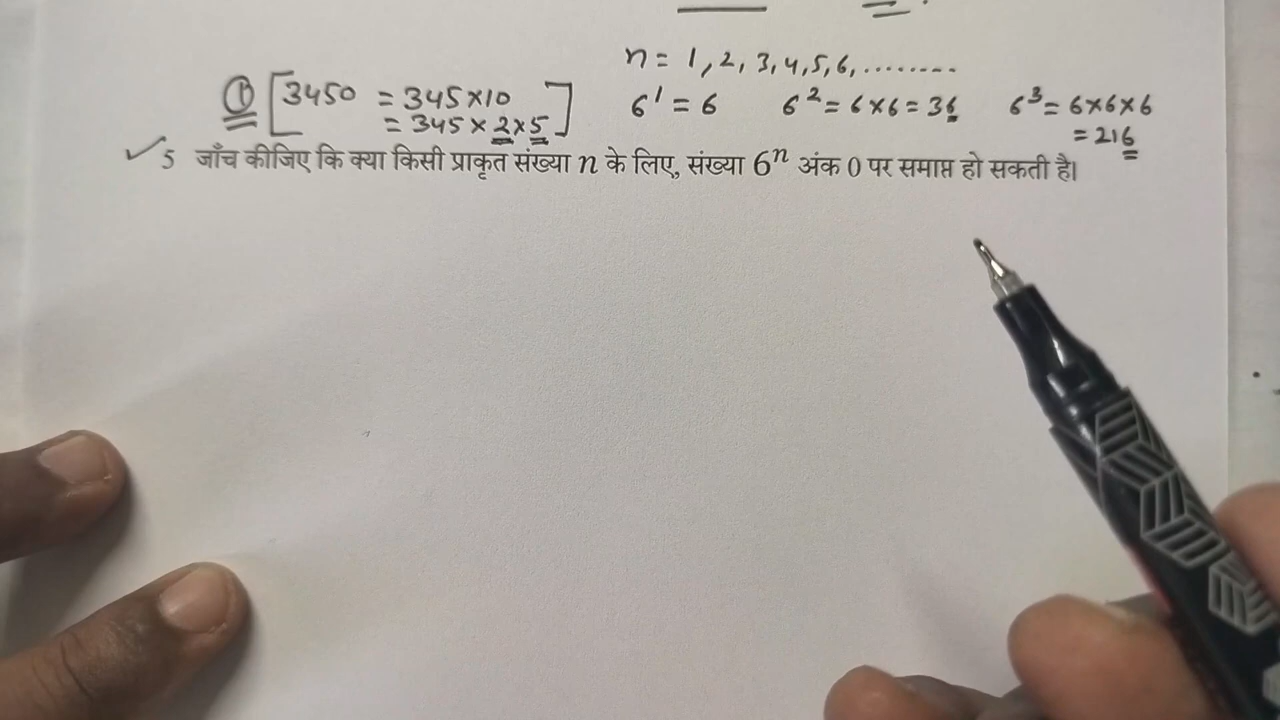 n = 1, 2, 3, 4, 5, 6, ........
① [3450 = 345×10
= 345 × 2 × 5]
6¹ = 6 6² = 6×6 = 36 6³ = 6×6×6
= 216
✓ 5 जाँच कीजिए कि क्या किसी प्राकृत संख्या n के लिए, संख्या 6ⁿ अंक 0 पर समाप्त हो सकती है।